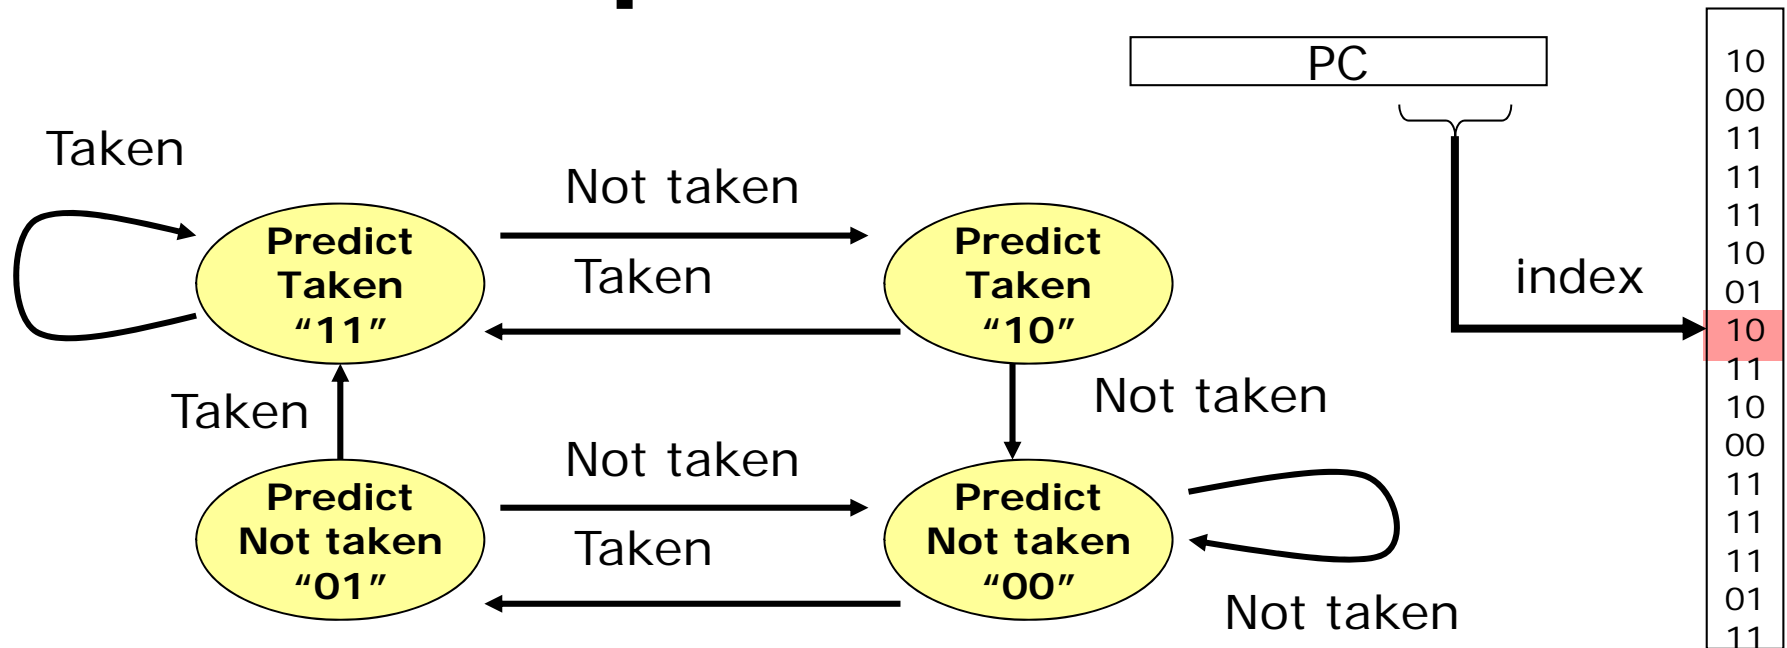 PC
Taken
Not taken
Taken
Predict
Taken
“11”
Predict
Taken
“10”
index
Taken
Not taken
Not taken
Taken
Predict
Not taken
“01”
Predict
Not taken
“00”
Not taken
10
00
11
11
11
10
01
10
11
10
00
11
11
11
01
11